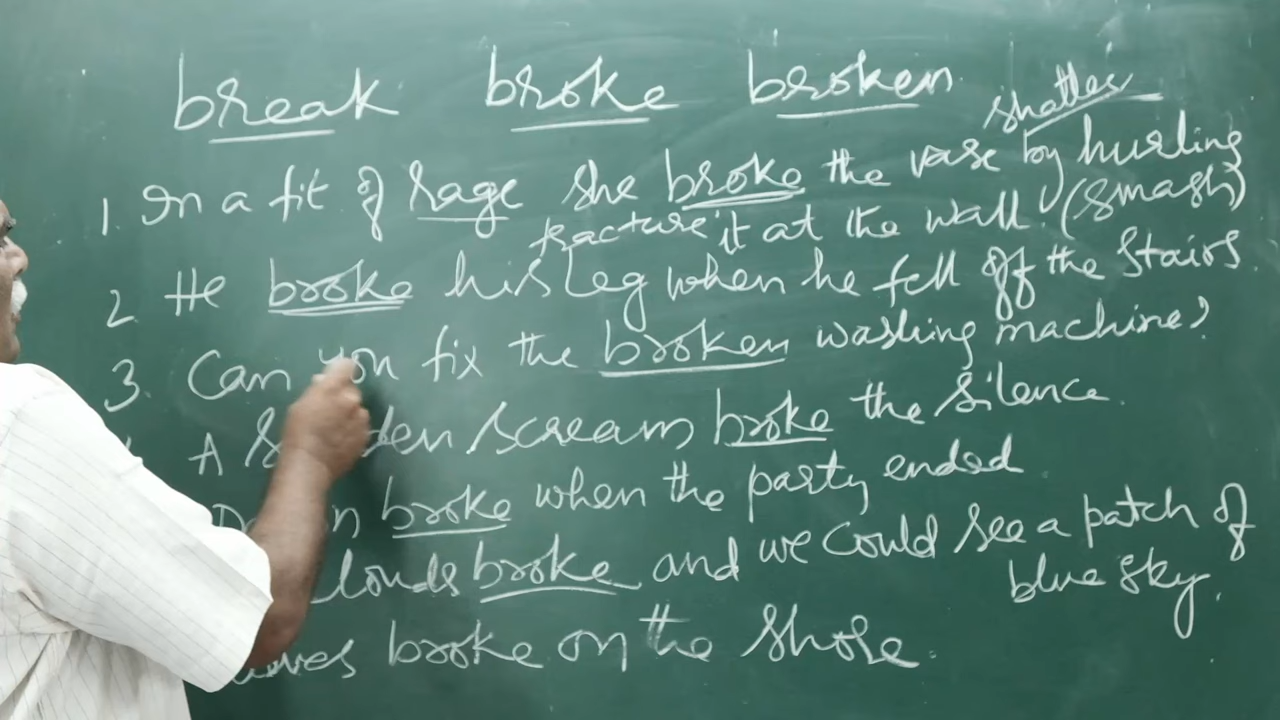 break broke broken
shatter
1. In a fit of rage she broke the vase by hurling
fracture it at the wall. (smash)
2. He broke his leg when he fell off the stairs.
3. Can you fix the broken washing machine?
A scream broke the silence.
broke when the party ended
broke and we could see a patch of
blue sky.
broke on the shore.